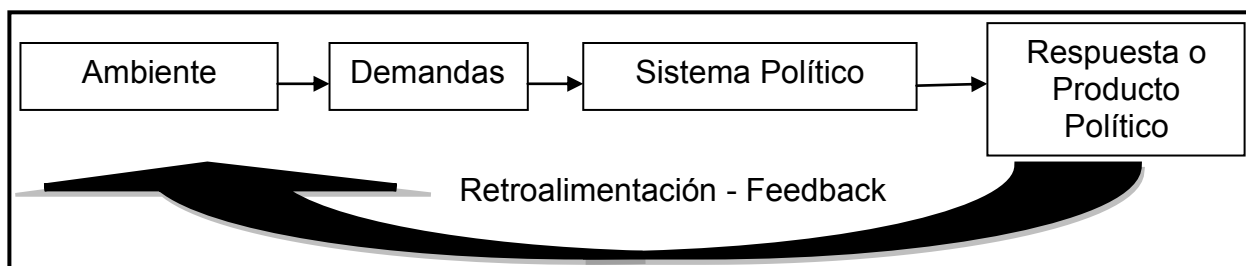 Ambiente
Demandas
Sistema Político
Respuesta o
Producto
Político
Retroalimentación - Feedback